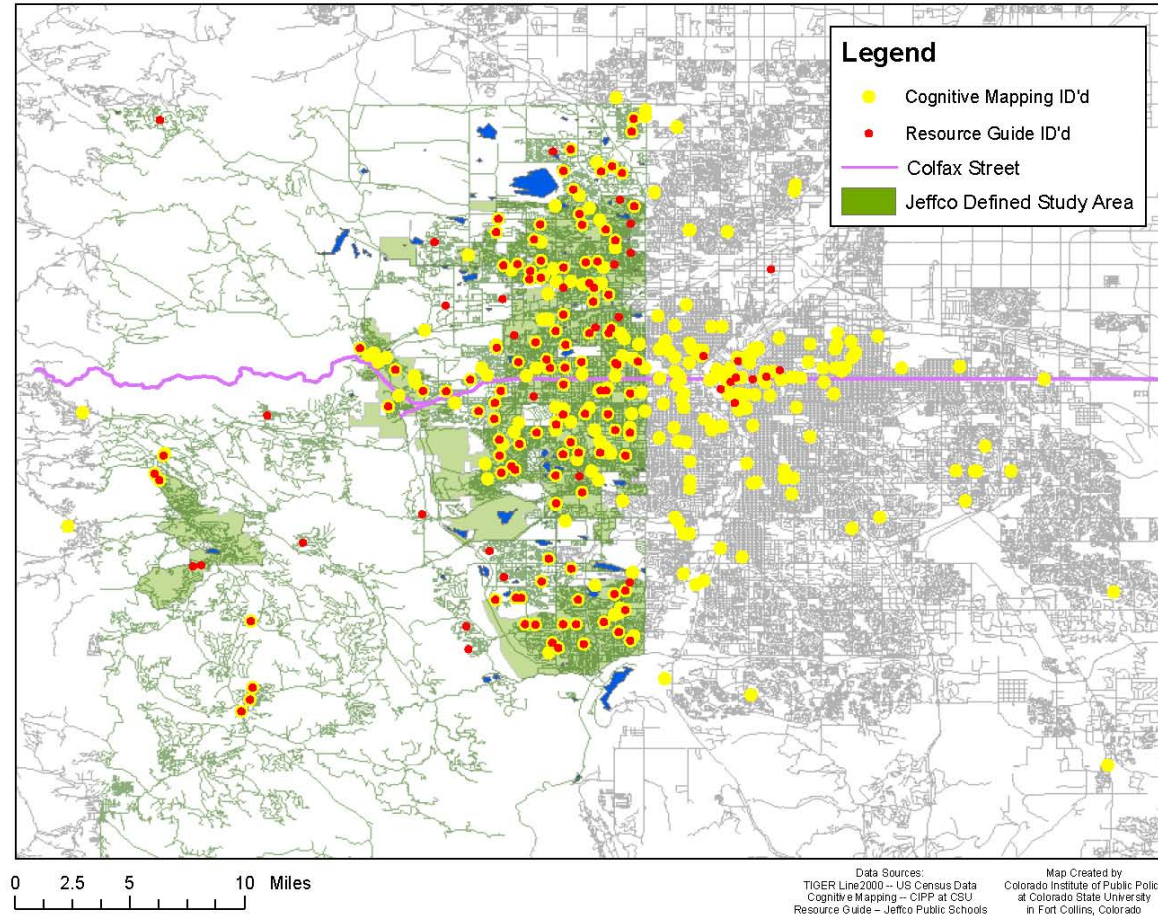 Legend
Cognitive Mapping ID'd
Resource Guide ID'd
Colfax Street
Jeffco Defined Study Area
0 2.5 5 10 Miles
Data Sources:
TIGER Line2000 -- US Census Data
Cognitive Mapping -- CIPP at CSU
Resource Guide – Jeffco Public Schools
Map Created by
Colorado Institute of Public Polic
at Colorado State University
in Fort Collins, Colorado